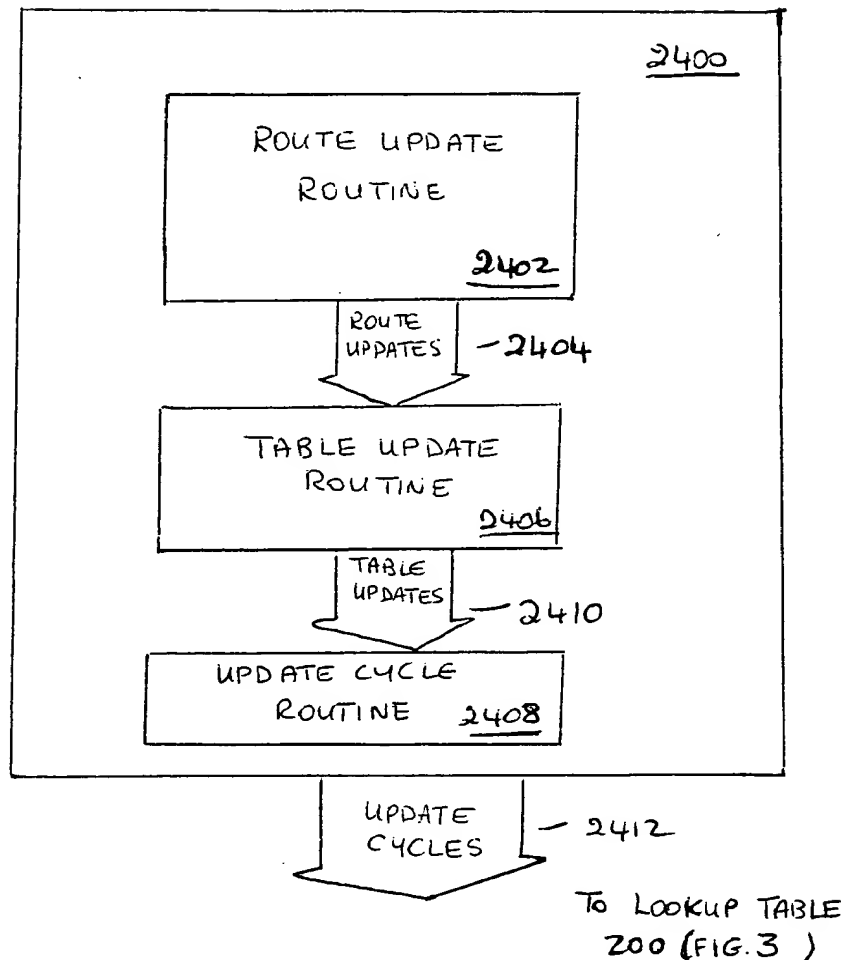 2400
ROUTE UPDATE
ROUTINE
2402
ROUTE
UPDATES
2404
TABLE UPDATE
ROUTINE
2406
TABLE
UPDATES
2410
UPDATE CYCLE
ROUTINE 2408
UPDATE
CYCLES
2412
TO LOOKUP TABLE
200 (FIG. 3 )